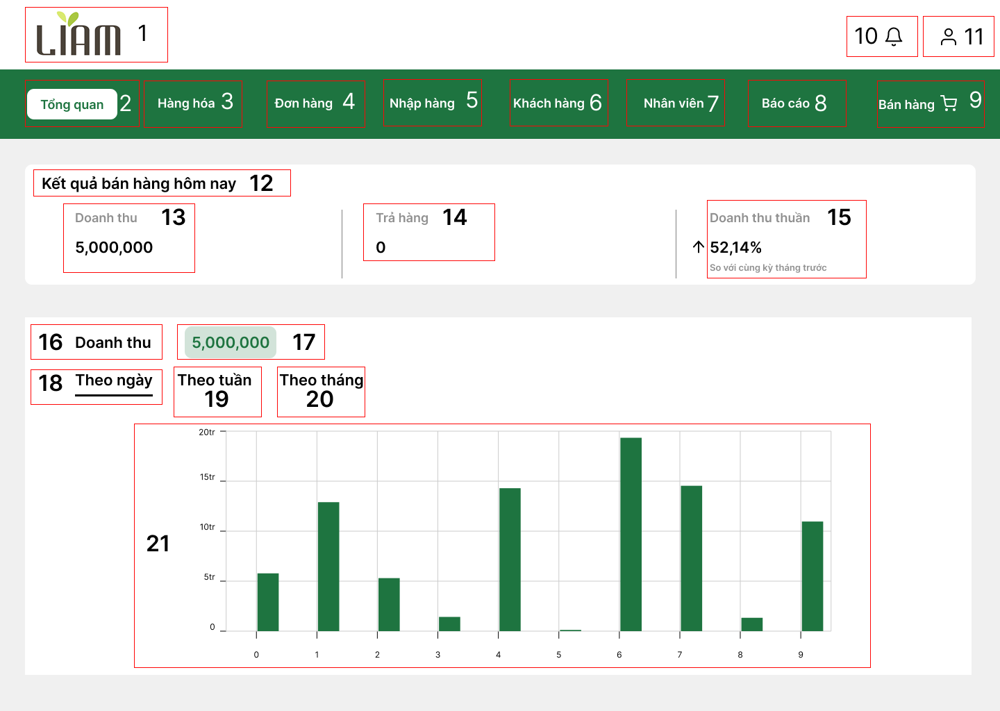 LIAM 1
10 11
Tổng quan 2 Hàng hóa 3 Đơn hàng 4 Nhập hàng 5 Khách hàng 6 Nhân viên 7 Báo cáo 8 Bán hàng 9
Kết quả bán hàng hôm nay 12
Doanh thu 13 Trả hàng 14 Doanh thu thuần 15
5,000,000 0 52,14%
So với cùng kỳ tháng trước
16 Doanh thu 5,000,000 17
18 Theo ngày Theo tuần Theo tháng
19 20
20tr
15tr
10tr
21
5tr
0
0 1 2 3 4 5 6 7 8 9